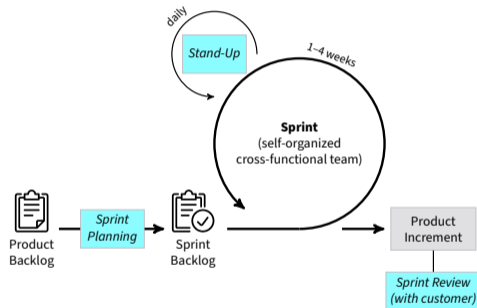 daily
Stand-Up
1–4 weeks
Sprint
(self-organized
cross-functional team)
Product
Backlog
Sprint
Planning
Sprint
Backlog
Product
Increment
Sprint Review
(with customer)